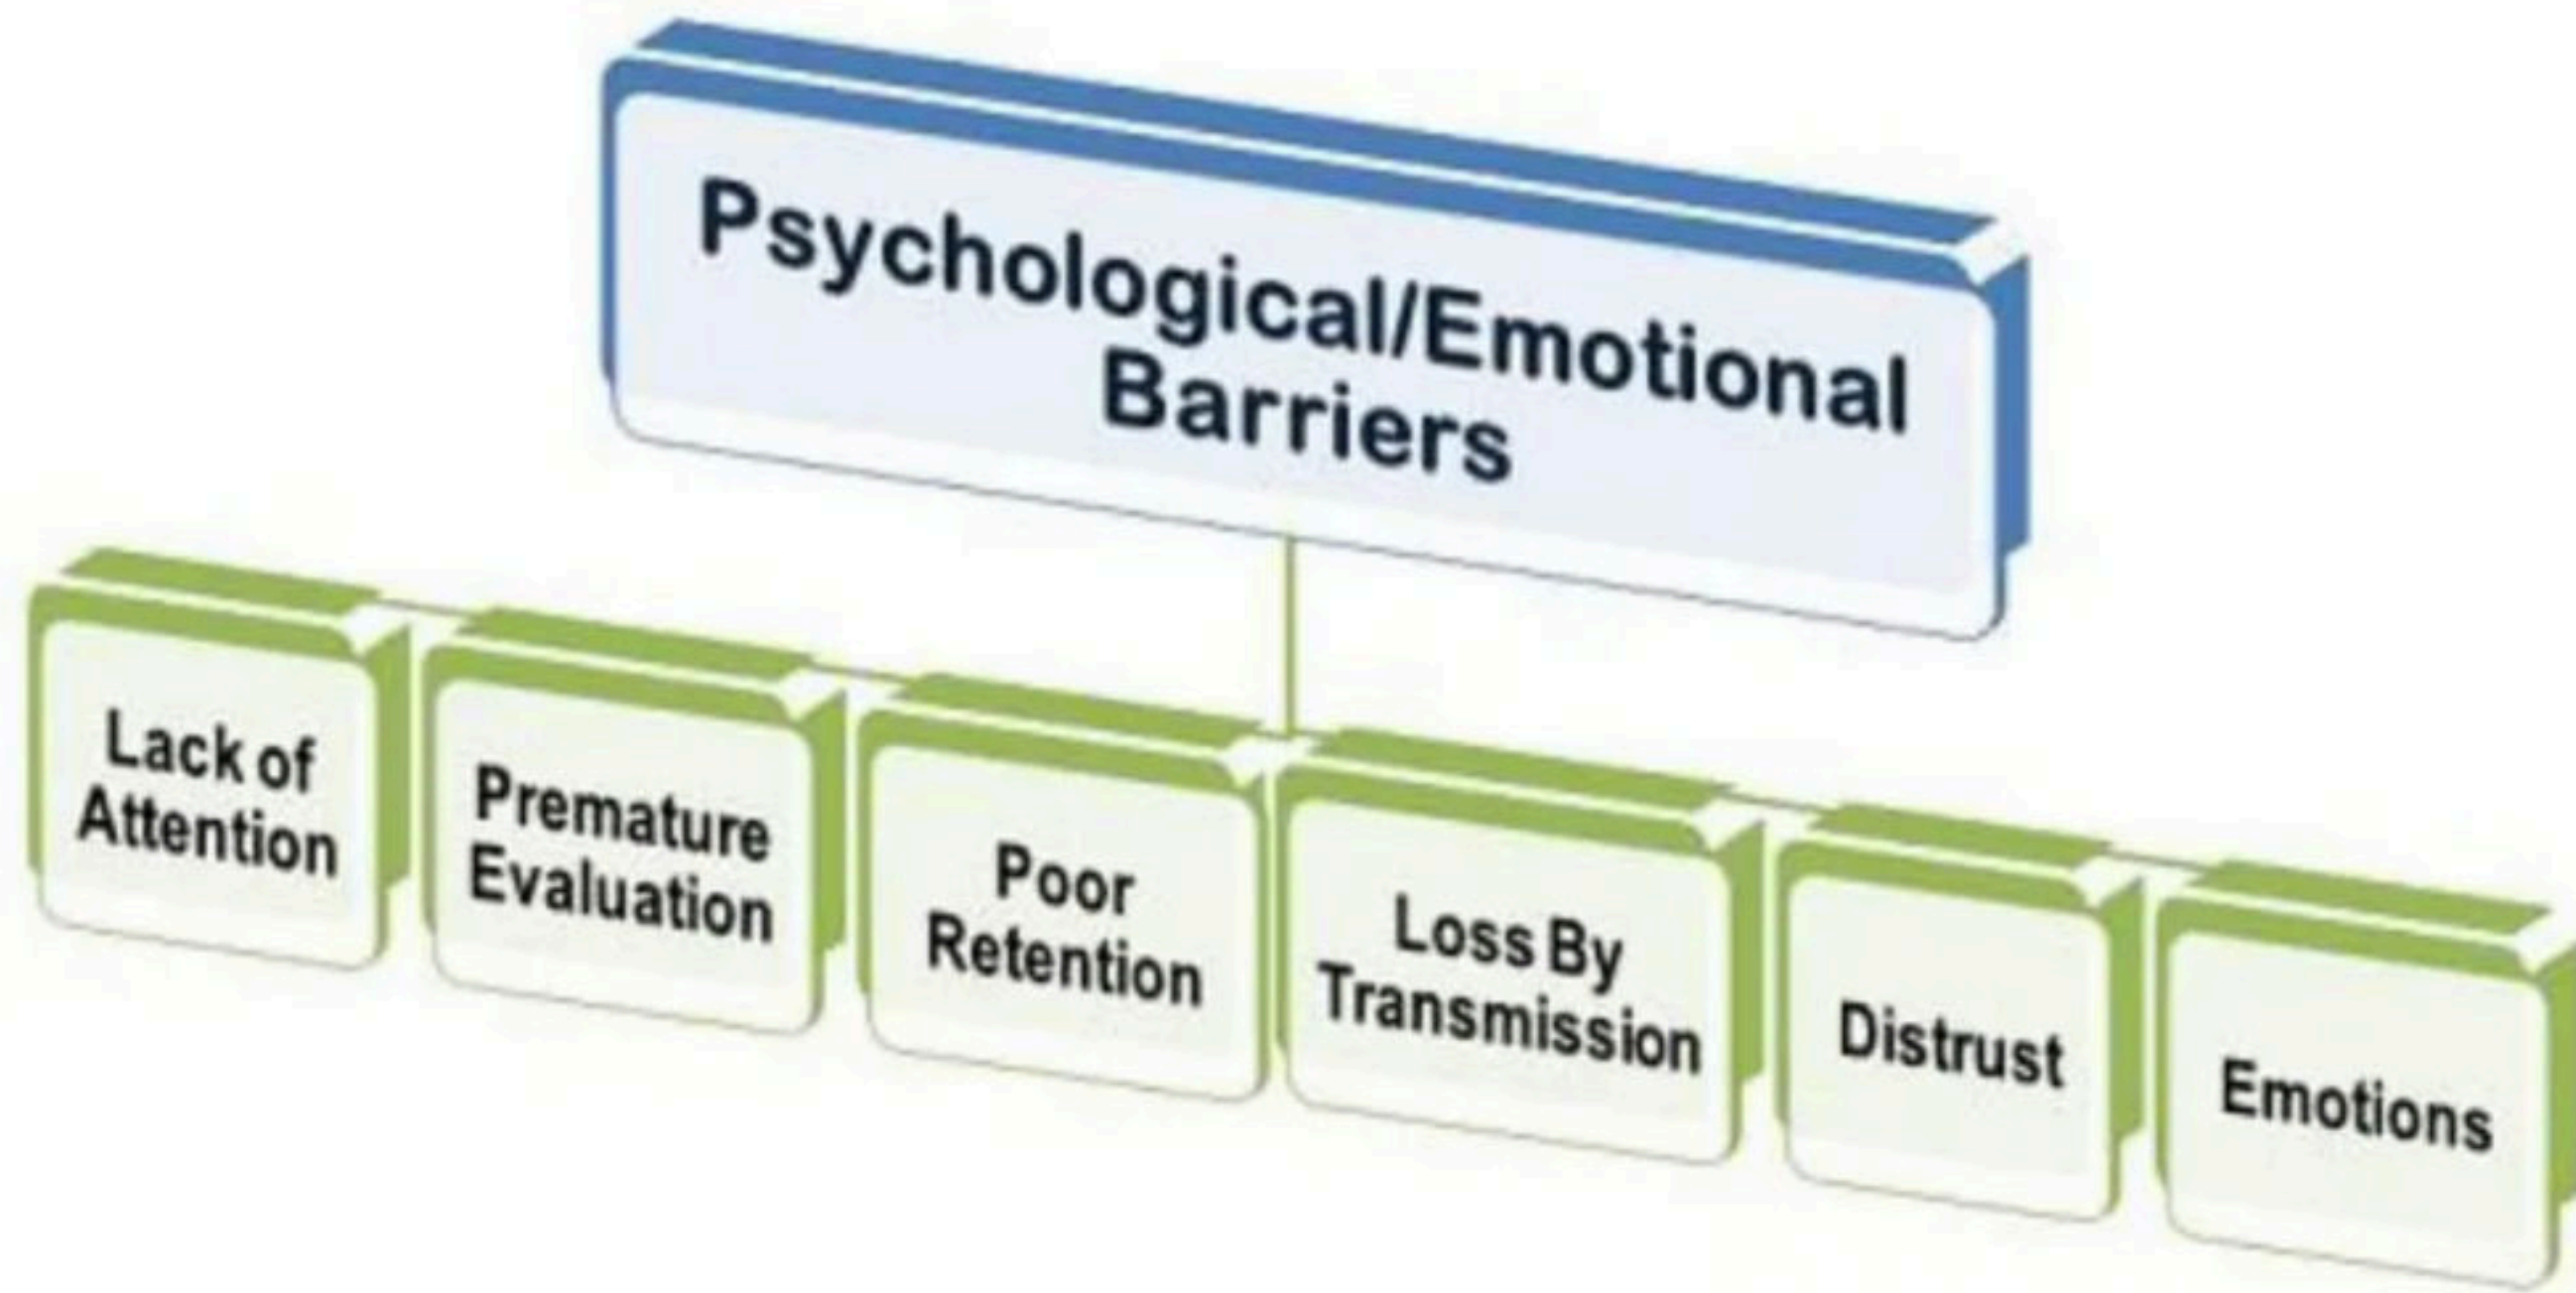 Psychological/Emotional
Barriers
Lack of
Attention
Premature
Evaluation
Poor
Retention
Loss By
Transmission
Distrust
Emotions